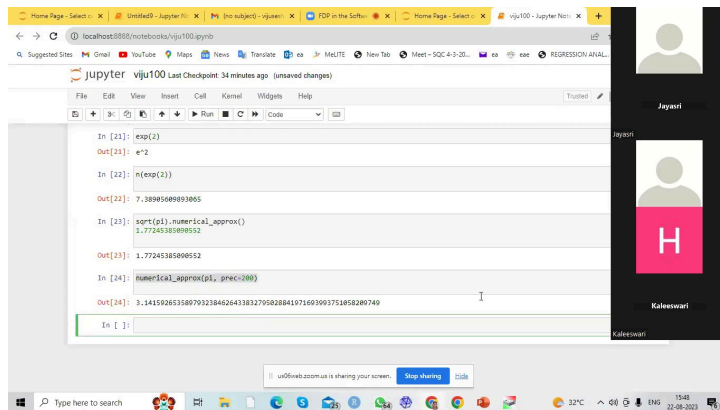 Home Page - Select or
Untitled9 - Jupyter No
(no subject) - vijuserh
FDP in the Softwr
Home Page - Select o
viju100 - Jupyter Note
localhost:8888/notebooks/viju100.ipynb
Suggested Sites
Gmail
YouTube
Maps
News
Translate
ea
MeLITE
New Tab
Meet – SQC 4-3-20...
ea
eae
REGRESSION ANAL...
jupyter viju100 Last Checkpoint: 34 minutes ago (unsaved changes)
File Edit View Insert Cell Kernel Widgets Help
Trusted
Run
Code
In [21]: exp(2)
Out[21]: e^2
In [22]: n(exp(2))
Out[22]: 7.38905609893065
In [23]: sqrt(pi).numerical_approx()
1.77245385090552
Out[23]: 1.77245385090552
In [24]: numerical_approx(pi, prec=200)
Out[24]: 3.1415926535897932384626433832795028841971693993751058209749
In [ ]:
Jayasri
Jayasri
H
Kaleeswari
Kaleeswari
us06web.zoom.us is sharing your screen.
Stop sharing
Hide
Type here to search
25
64
32°C
ENG
15:48
22-08-2023